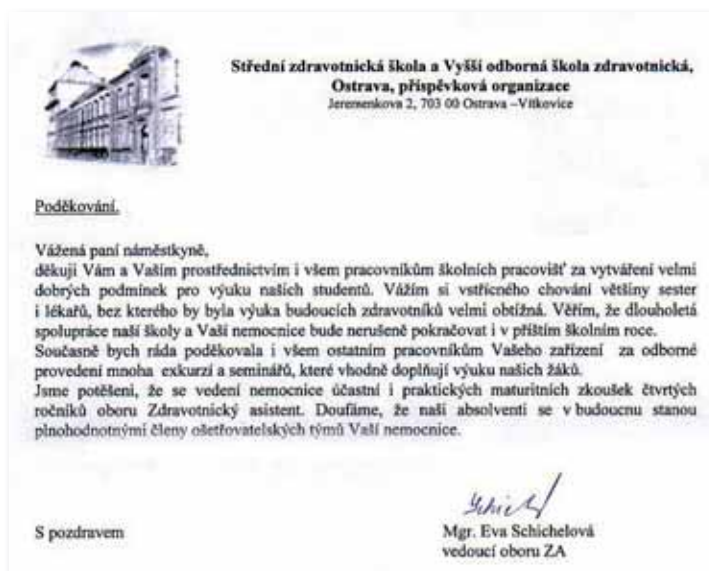 Střední zdravotnická škola a Vyšší odborná škola zdravotnická,
Ostrava, příspěvková organizace
Jeremenkova 2, 703 00 Ostrava –Vítkovice
Poděkování.
Vážená paní náměstkyně,
děkuji Vám a Vaším prostřednictvím i všem pracovníkům školních pracovišť za vytváření velmi
dobrých podmínek pro výuku našich studentů. Vážím si vstřícného chování většiny sester
i lékařů, bez kterého by byla výuka budoucích zdravotníků velmi obtížná. Věřím, že dlouholetá
spolupráce naší školy a Vaší nemocnice bude nerušeně pokračovat i v příštím školním roce.
Současně bych ráda poděkovala i všem ostatním pracovníkům Vašeho zařízení za odborné
provedení mnoha exkurzí a seminářů, které vhodně doplňují výuku našich žáků.
Jsme potěšeni, že se vedení nemocnice účastní i praktických maturitních zkoušek čtvrtých
ročníků oboru Zdravotnický asistent. Doufáme, že naši absolventi se v budoucnu stanou
plnohodnotnými členy ošetřovatelských týmů Vaší nemocnice.
S pozdravem
Mgr. Eva Schichelová
vedoucí oboru ZA